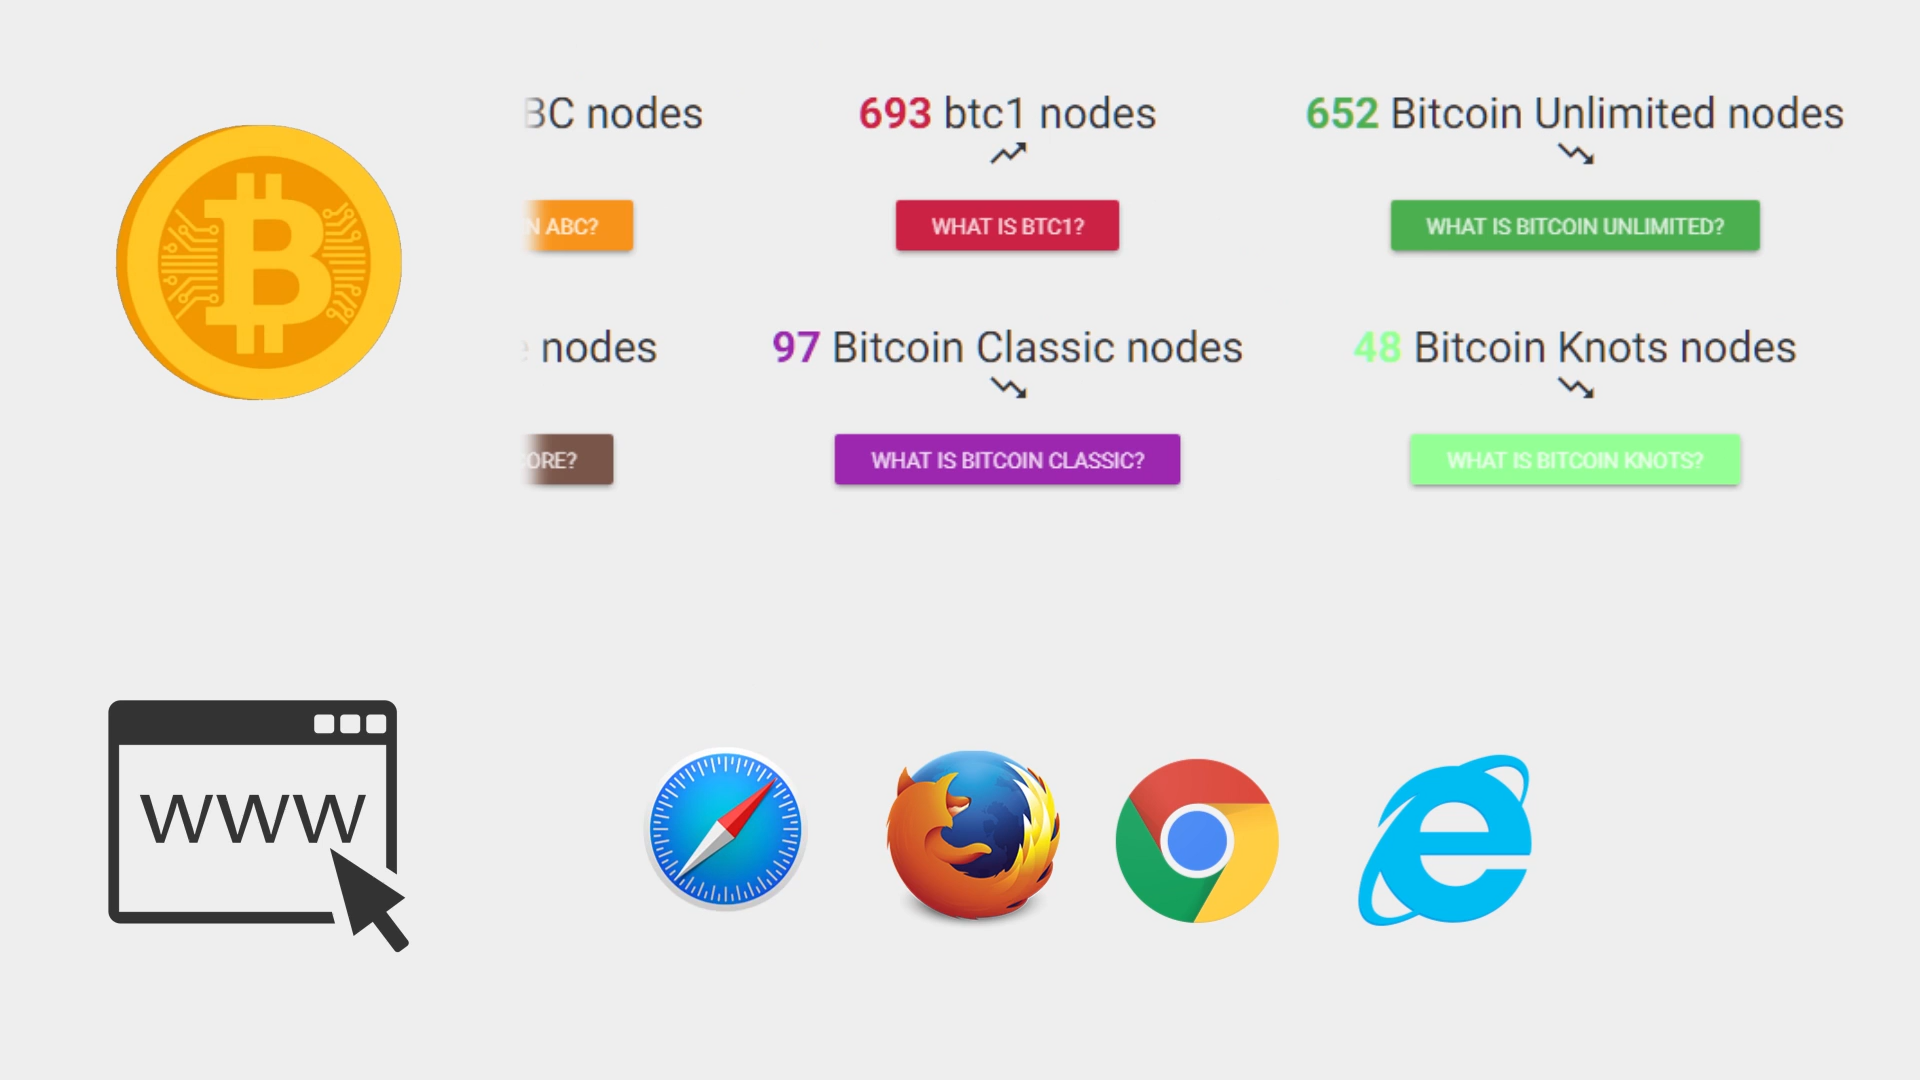 BC nodes
693 btc1 nodes
652 Bitcoin Unlimited nodes
N ABC?
WHAT IS BTC1?
WHAT IS BITCOIN UNLIMITED?
nodes
97 Bitcoin Classic nodes
48 Bitcoin Knots nodes
ORE?
WHAT IS BITCOIN CLASSIC?
WHAT IS BITCOIN KNOTS?
www